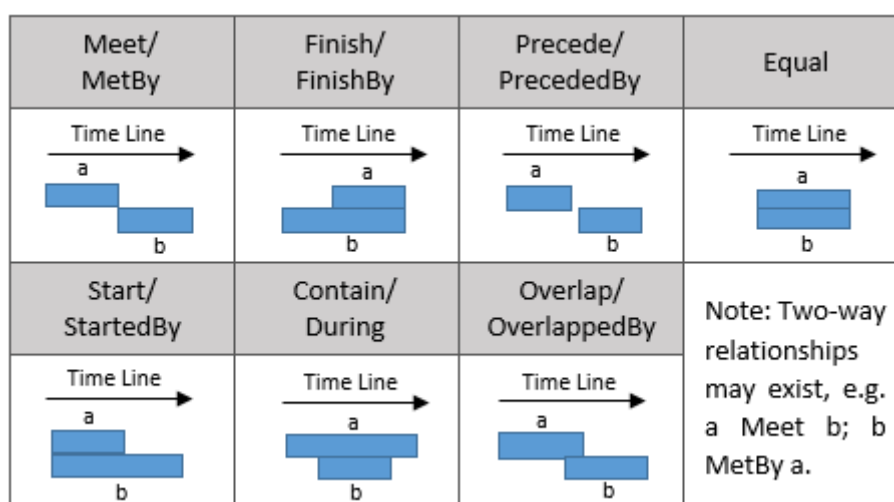 Meet/
MetBy
Finish/
FinishBy
Precede/
PrecededBy
Equal
Time Line
a
b
Time Line
a
b
Time Line
a
b
Time Line
a
b
Start/
StartedBy
Contain/
During
Overlap/
OverlappedBy
Note: Two-way
relationships
may exist, e.g.
a Meet b; b
MetBy a.
Time Line
a
b
Time Line
a
b
Time Line
a
b